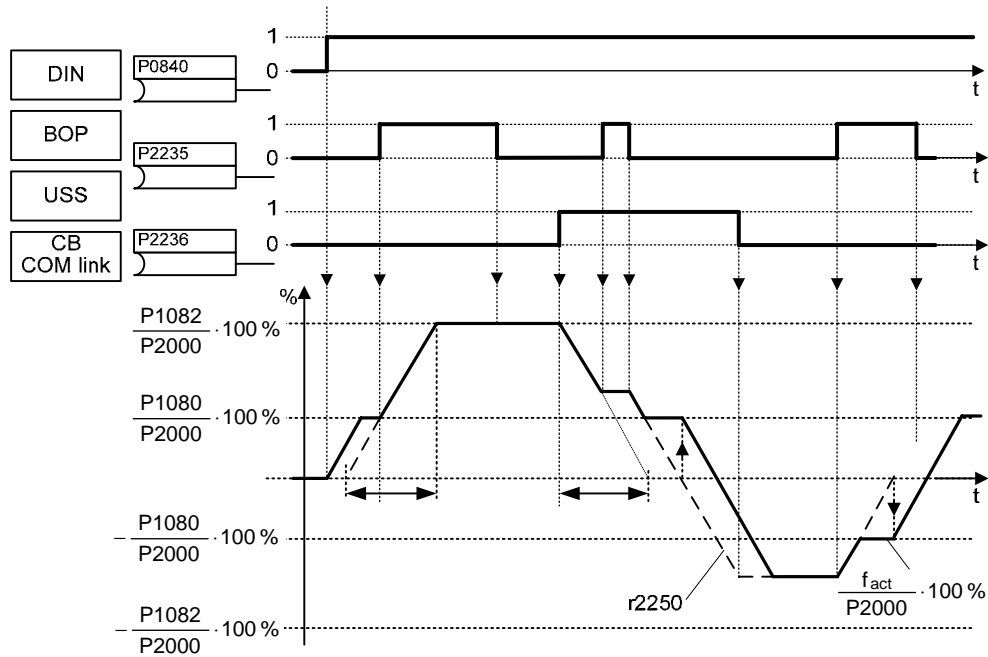 DIN
P0840
1
0
t
BOP
P2235
1
0
t
USS
CB
COM link
P2236
1
0
t
%
P1082
P2000
· 100 %
P1080
P2000
· 100 %
t
- P1080
P2000
· 100 %
- P1082
P2000
· 100 %
r2250
f act
P2000
· 100 %